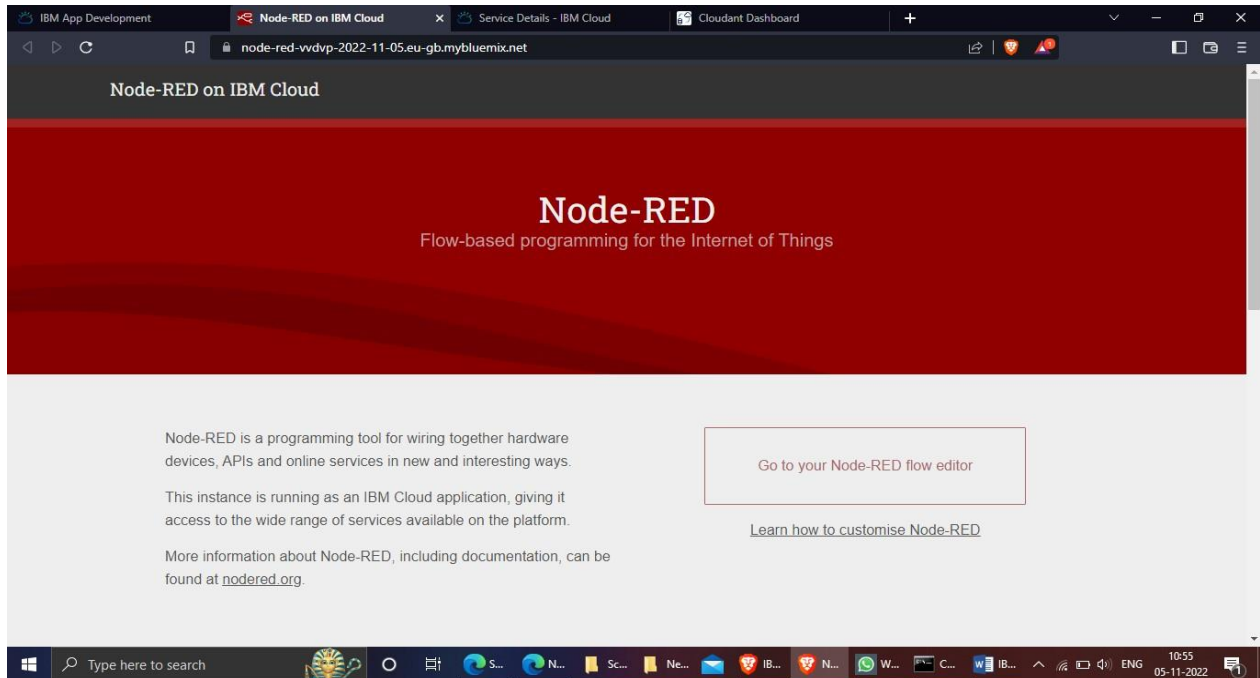 IBM App Development
Node-RED on IBM Cloud
Service Details - IBM Cloud
Cloudant Dashboard
node-red-vvdvp-2022-11-05.eu-gb.mybluemix.net
Node-RED on IBM Cloud
Node-RED
Flow-based programming for the Internet of Things
Node-RED is a programming tool for wiring together hardware
devices, APIs and online services in new and interesting ways.
This instance is running as an IBM Cloud application, giving it
access to the wide range of services available on the platform.
More information about Node-RED, including documentation, can be
found at nodered.org.
Go to your Node-RED flow editor
Learn how to customise Node-RED
Type here to search
S...
N...
Sc...
Ne...
IB...
N...
W...
C...
IB...
ENG
10:55
05-11-2022